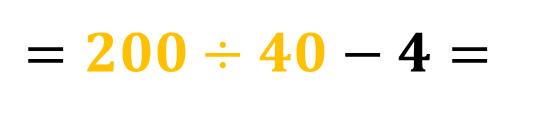 = 200 ÷ 40 − 4 =